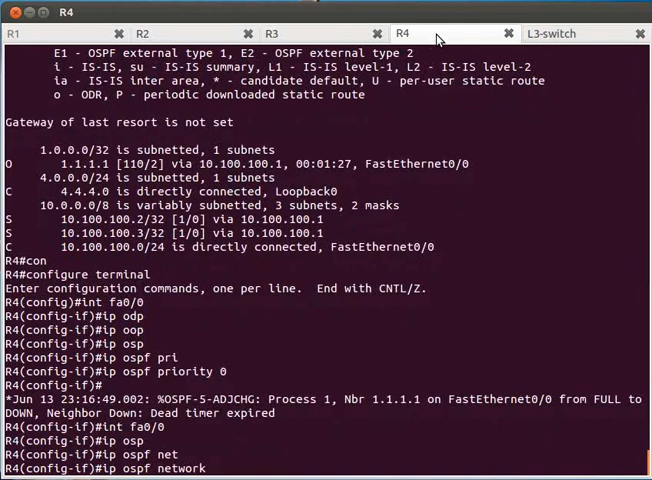 R4
R1
R2
R3
R4
L3-switch
E1 - OSPF external type 1, E2 - OSPF external type 2
i - IS-IS, su - IS-IS summary, L1 - IS-IS level-1, L2 - IS-IS level-2
ia - IS-IS inter area, * - candidate default, U - per-user static route
o - ODR, P - periodic downloaded static route
Gateway of last resort is not set
1.0.0.0/32 is subnetted, 1 subnets
O 1.1.1.1 [110/2] via 10.100.100.1, 00:01:27, FastEthernet0/0
4.0.0.0/24 is subnetted, 1 subnets
C 4.4.4.0 is directly connected, Loopback0
10.0.0.0/8 is variably subnetted, 3 subnets, 2 masks
S 10.100.100.2/32 [1/0] via 10.100.100.1
S 10.100.100.3/32 [1/0] via 10.100.100.1
C 10.100.100.0/24 is directly connected, FastEthernet0/0
R4#con
R4#configure terminal
Enter configuration commands, one per line. End with CNTL/Z.
R4(config)#int fa0/0
R4(config-if)#ip odp
R4(config-if)#ip oop
R4(config-if)#ip osp
R4(config-if)#ip ospf pri
R4(config-if)#ip ospf priority 0
R4(config-if)#
*Jun 13 23:16:49.002: %OSPF-5-ADJCHG: Process 1, Nbr 1.1.1.1 on FastEthernet0/0 from FULL to
DOWN, Neighbor Down: Dead timer expired
R4(config-if)#int fa0/0
R4(config-if)#ip osp
R4(config-if)#ip ospf net
R4(config-if)#ip ospf network